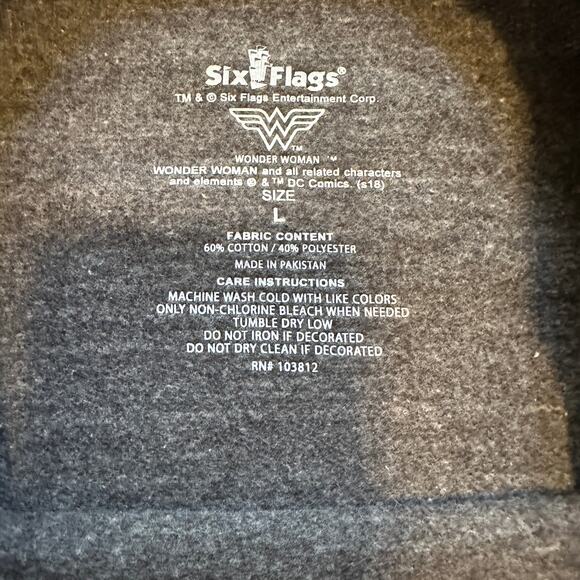 Six Flags®
TM & © Six Flags Entertainment Corp.
TM
WONDER WOMAN ™
WONDER WOMAN and all related characters
and elements © & ™ DC Comics. (s18)
SIZE
L
FABRIC CONTENT
60% COTTON / 40% POLYESTER
MADE IN PAKISTAN
CARE INSTRUCTIONS
MACHINE WASH COLD WITH LIKE COLORS
ONLY NON-CHLORINE BLEACH WHEN NEEDED
TUMBLE DRY LOW
DO NOT IRON IF DECORATED
DO NOT DRY CLEAN IF DECORATED
RN# 103812